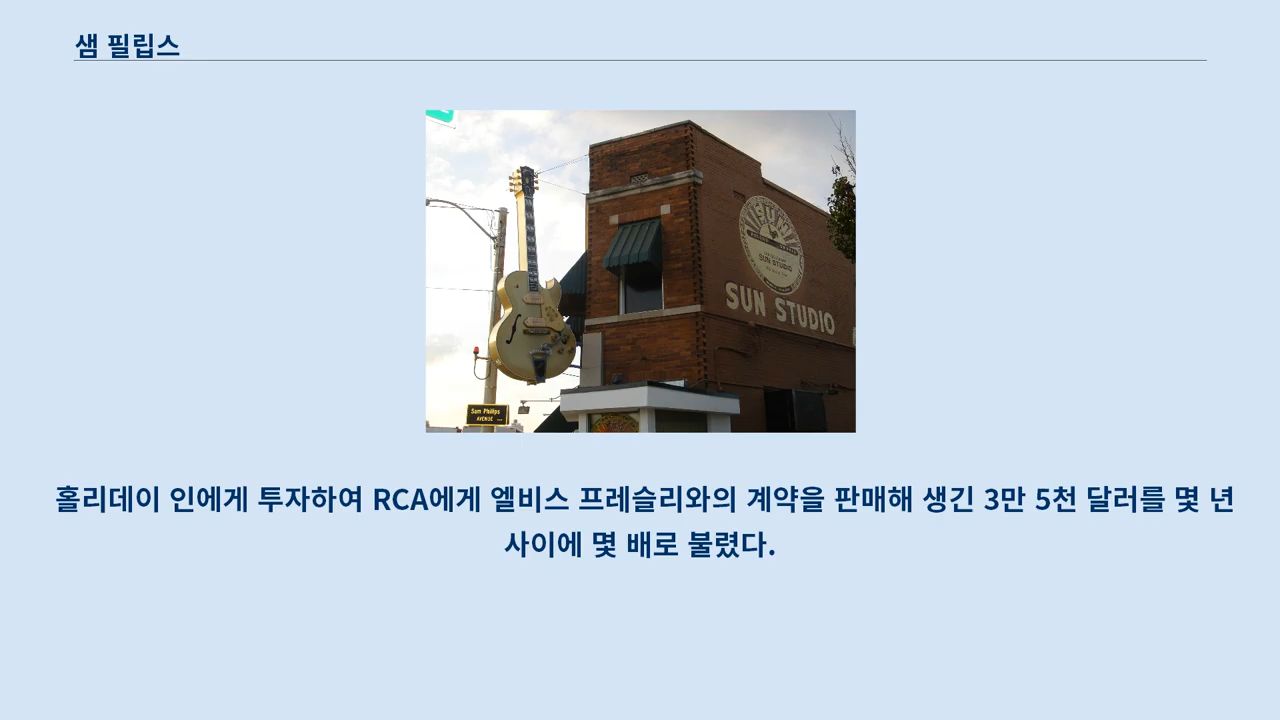 샘 필립스
SUN
SUN STUDIO
SUN STUDIO
Sam Phillips
AVENUE
홀리데이 인에게 투자하여 RCA에게 엘비스 프레슬리와의 계약을 판매해 생긴 3만 5천 달러를 몇 년
사이에 몇 배로 불렸다.